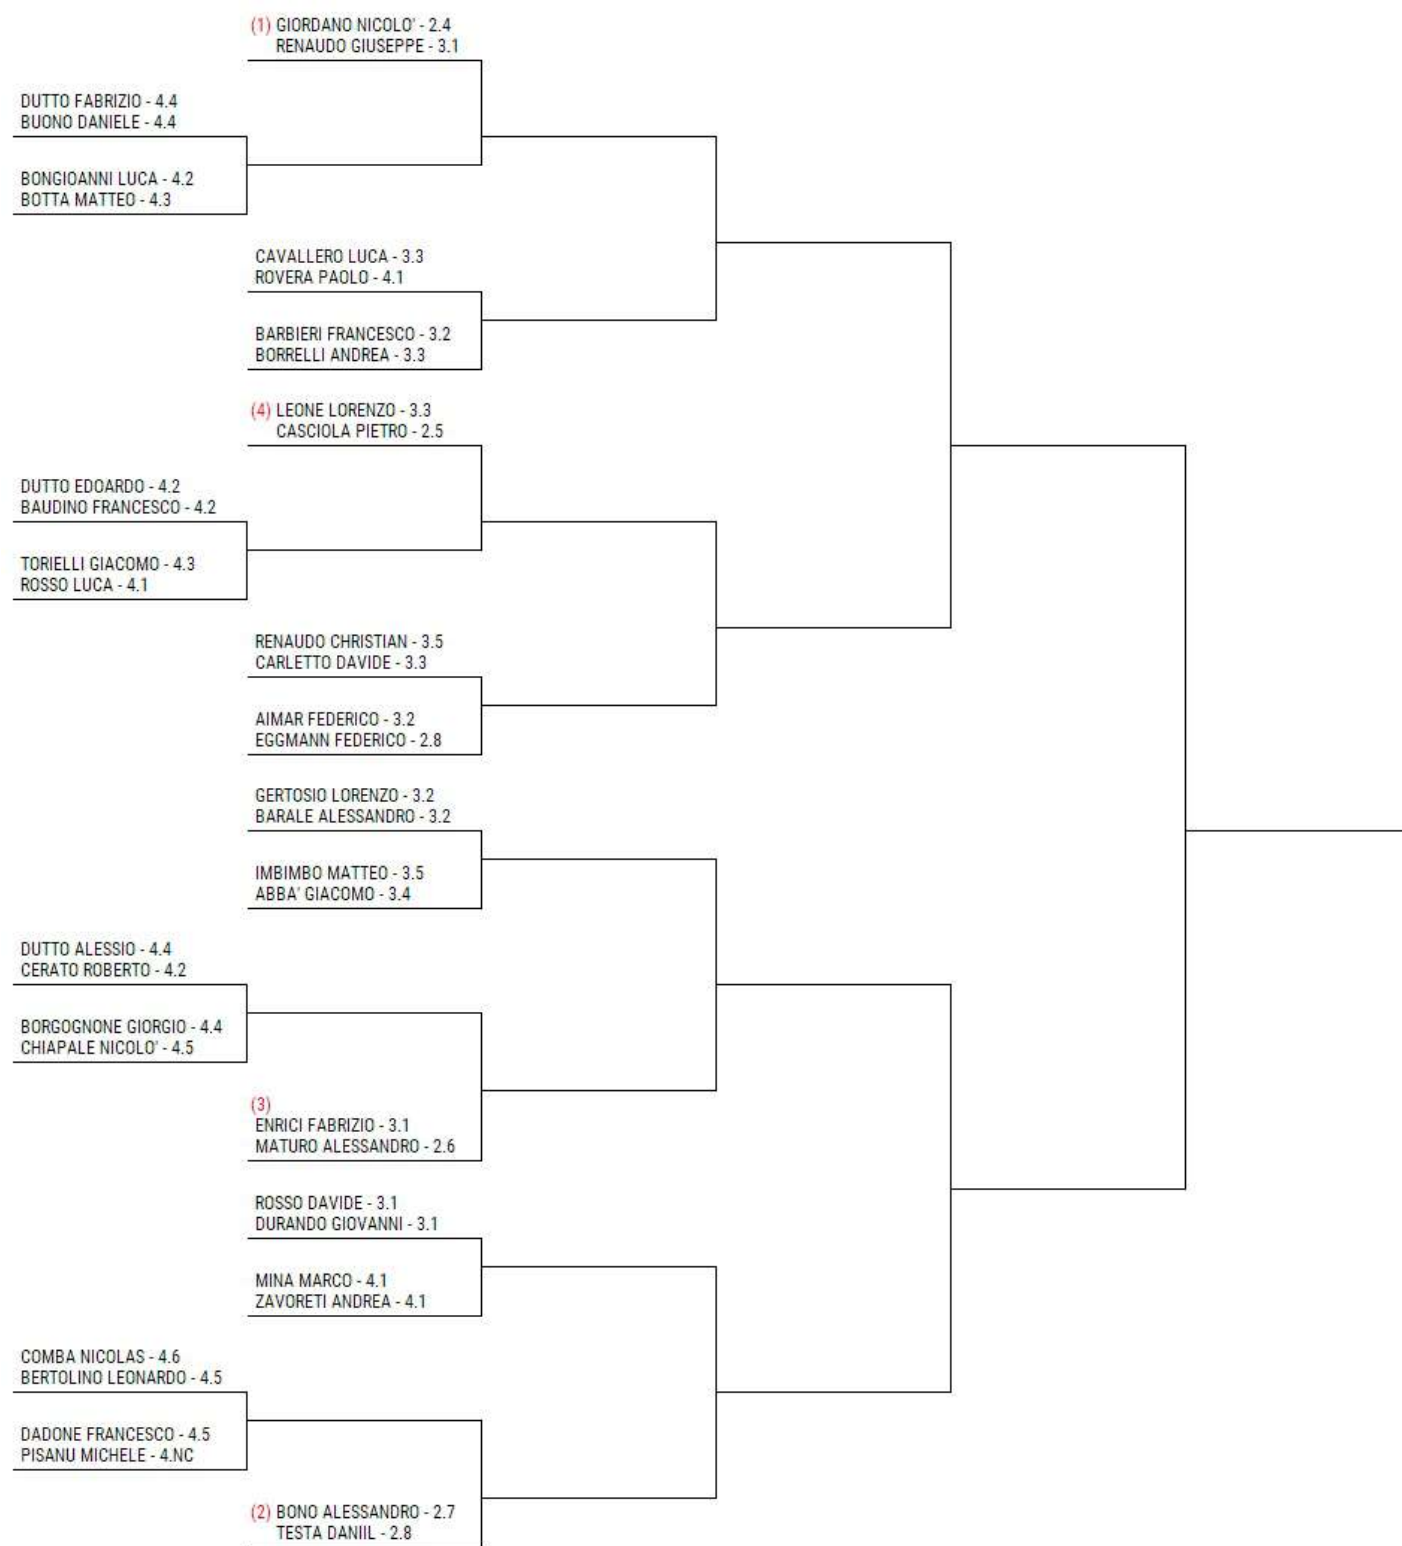 (1) GIORDANO NICOLO' - 2.4
RENAUDO GIUSEPPE - 3.1
DUTTO FABRIZIO - 4.4
BUONO DANIELE - 4.4
BONGIOANNI LUCA - 4.2
BOTTA MATTEO - 4.3
CAVALLERO LUCA - 3.3
ROVERA PAOLO - 4.1
BARBIERI FRANCESCO - 3.2
BORRELLI ANDREA - 3.3
(4) LEONE LORENZO - 3.3
CASCIOLA PIETRO - 2.5
DUTTO EDOARDO - 4.2
BAUDINO FRANCESCO - 4.2
TORIELLI GIACOMO - 4.3
ROSSO LUCA - 4.1
RENAUDO CHRISTIAN - 3.5
CARLETTO DAVIDE - 3.3
AIMAR FEDERICO - 3.2
EGGMANN FEDERICO - 2.8
GERTOSIO LORENZO - 3.2
BARALE ALESSANDRO - 3.2
IMBIMBO MATTEO - 3.5
ABBA' GIACOMO - 3.4
DUTTO ALESSIO - 4.4
CERATO ROBERTO - 4.2
BORGOGNONE GIORGIO - 4.4
CHIAPALE NICOLO' - 4.5
(3)
ENRICI FABRIZIO - 3.1
MATURO ALESSANDRO - 2.6
ROSSO DAVIDE - 3.1
DURANDO GIOVANNI - 3.1
MINA MARCO - 4.1
ZAVORETI ANDREA - 4.1
COMBA NICOLAS - 4.6
BERTOLINO LEONARDO - 4.5
DADONE FRANCESCO - 4.5
PISANU MICHELE - 4.NC
(2) BONO ALESSANDRO - 2.7
TESTA DANIIL - 2.8